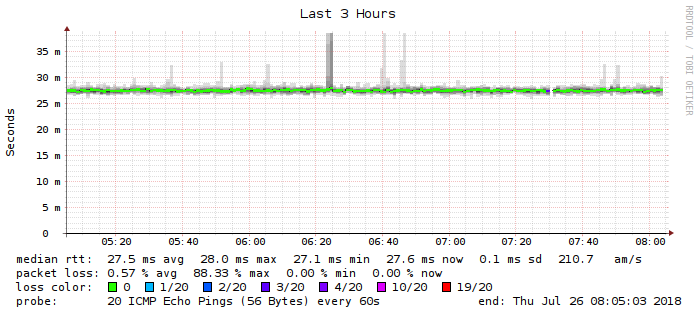 Last 3 Hours
RRDTOOL / TOBI OETIKER
Seconds
35 m
30 m
25 m
20 m
15 m
10 m
5 m
0
05:20 05:40 06:00 06:20 06:40 07:00 07:20 07:40 08:00
median rtt: 27.5 ms avg 28.0 ms max 27.1 ms min 27.6 ms now 0.1 ms sd 210.7 am/s
packet loss: 0.57 % avg 88.33 % max 0.00 % min 0.00 % now
loss color: 0 1/20 2/20 3/20 4/20 10/20 19/20
probe: 20 ICMP Echo Pings (56 Bytes) every 60s end: Thu Jul 26 08:05:03 2018